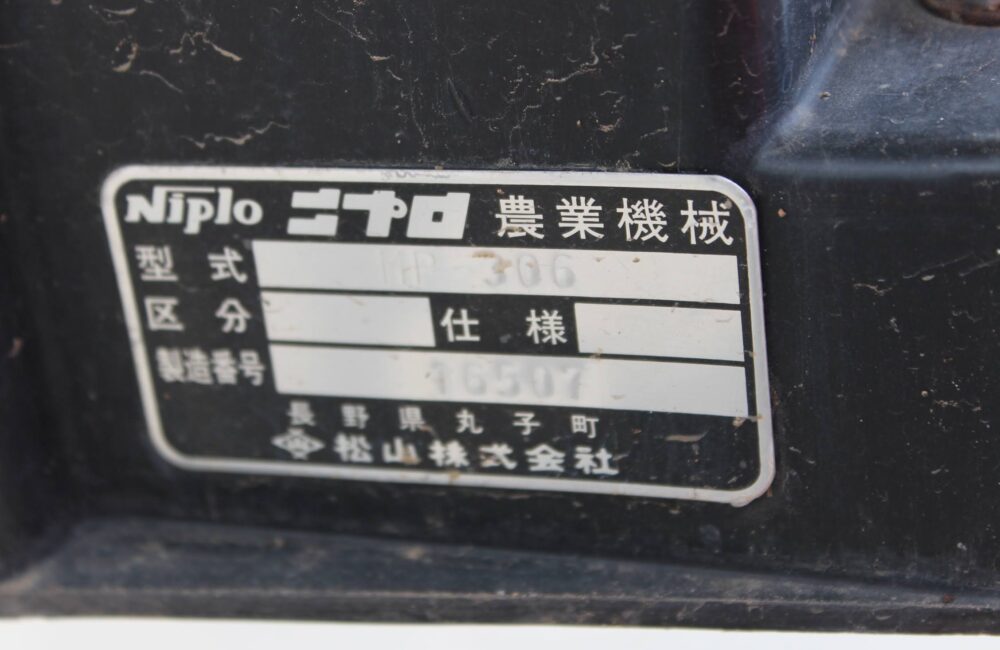 Niplo ニプロ 農業機械
型式 MP 306
区分 仕様
製造番号 16507
長野県丸子町
松山株式会社